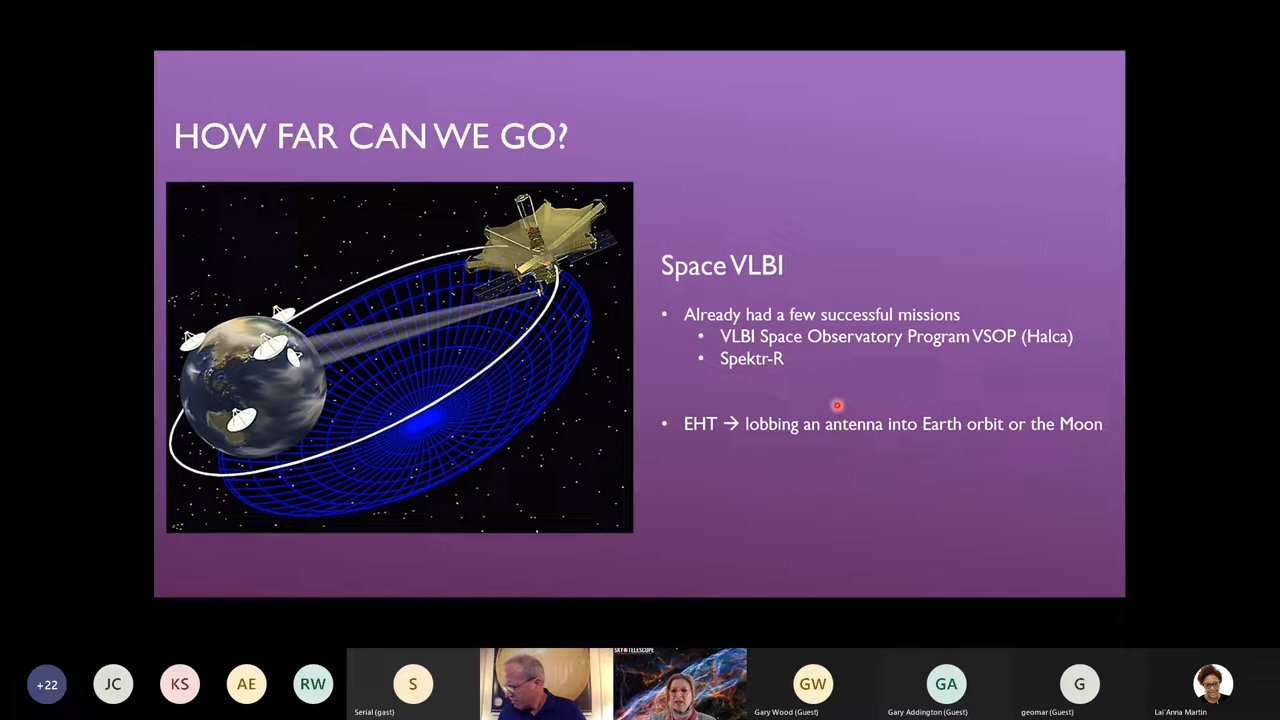 HOW FAR CAN WE GO?
Space VLBI
• Already had a few successful missions
• VLBI Space Observatory Program VSOP (Halca)
• Spektr-R
• EHT → lobbing an antenna into Earth orbit or the Moon
SKY & TELESCOPE
+22
JC
KS
AE
RW
S
GW
GA
G
Serial (gast)
Gary Wood (Guest)
Gary Addington (Guest)
geomar (Guest)
Lai'Anna Martin